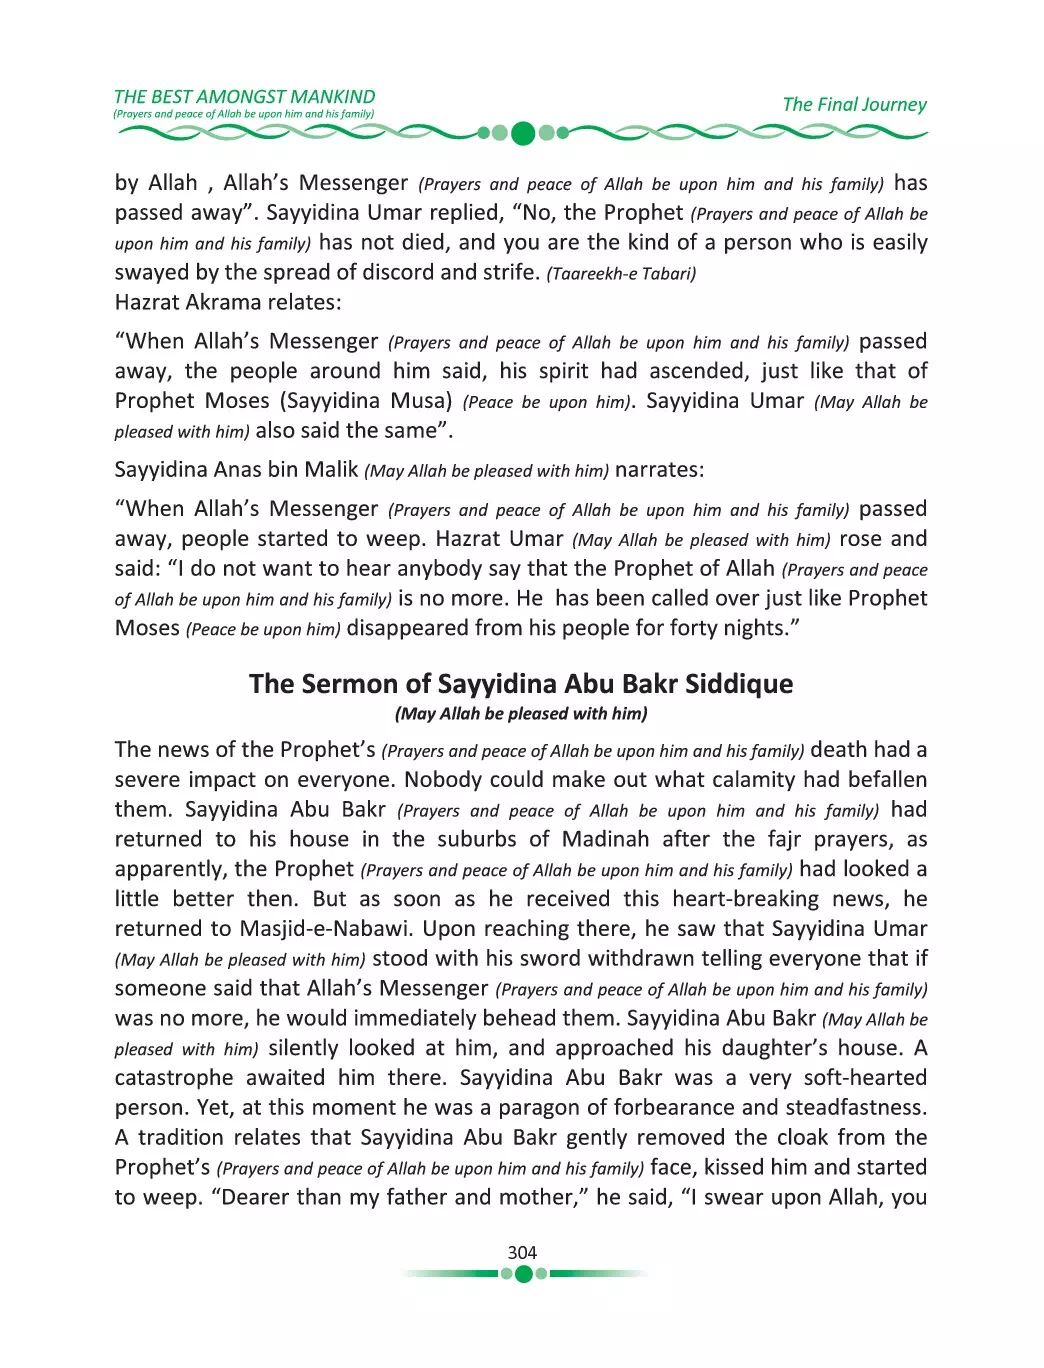 THE BEST AMONGST MANKIND
(Prayers and peace of Allah be upon him and his family)
The Final Journey
by Allah , Allah’s Messenger (Prayers and peace of Allah be upon him and his family) has
passed away”. Sayyidina Umar replied, “No, the Prophet (Prayers and peace of Allah be
upon him and his family) has not died, and you are the kind of a person who is easily
swayed by the spread of discord and strife. (Taareekh-e Tabari)
Hazrat Akrama relates:
“When Allah’s Messenger (Prayers and peace of Allah be upon him and his family) passed
away, the people around him said, his spirit had ascended, just like that of
Prophet Moses (Sayyidina Musa) (Peace be upon him). Sayyidina Umar (May Allah be
pleased with him) also said the same”.
Sayyidina Anas bin Malik (May Allah be pleased with him) narrates:
“When Allah’s Messenger (Prayers and peace of Allah be upon him and his family) passed
away, people started to weep. Hazrat Umar (May Allah be pleased with him) rose and
said: “I do not want to hear anybody say that the Prophet of Allah (Prayers and peace
of Allah be upon him and his family) is no more. He  has been called over just like Prophet
Moses (Peace be upon him) disappeared from his people for forty nights.”
The Sermon of Sayyidina Abu Bakr Siddique
(May Allah be pleased with him)
The news of the Prophet’s (Prayers and peace of Allah be upon him and his family) death had a
severe impact on everyone. Nobody could make out what calamity had befallen
them. Sayyidina Abu Bakr (Prayers and peace of Allah be upon him and his family) had
returned to his house in the suburbs of Madinah after the fajr prayers, as
apparently, the Prophet (Prayers and peace of Allah be upon him and his family) had looked a
little better then. But as soon as he received this heart-breaking news, he
returned to Masjid-e-Nabawi. Upon reaching there, he saw that Sayyidina Umar
(May Allah be pleased with him) stood with his sword withdrawn telling everyone that if
someone said that Allah’s Messenger (Prayers and peace of Allah be upon him and his family)
was no more, he would immediately behead them. Sayyidina Abu Bakr (May Allah be
pleased with him) silently looked at him, and approached his daughter’s house. A
catastrophe awaited him there. Sayyidina Abu Bakr was a very soft-hearted
person. Yet, at this moment he was a paragon of forbearance and steadfastness.
A tradition relates that Sayyidina Abu Bakr gently removed the cloak from the
Prophet’s (Prayers and peace of Allah be upon him and his family) face, kissed him and started
to weep. “Dearer than my father and mother,” he said, “I swear upon Allah, you
304